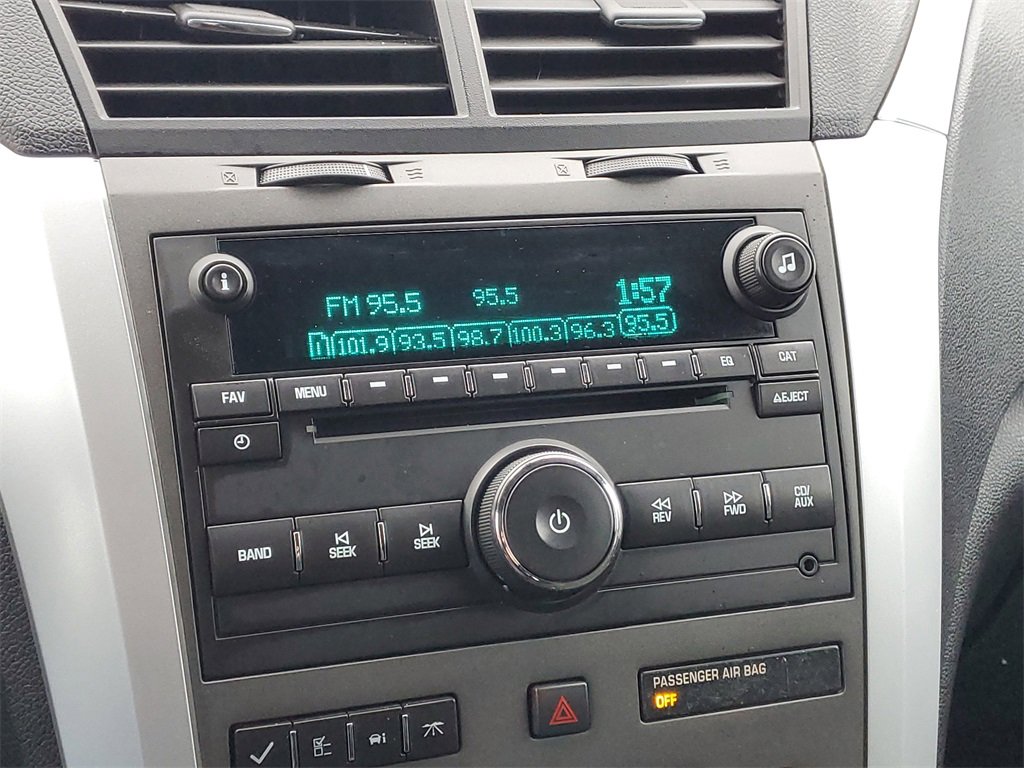 i
FM 95.5 95.5 1:57
1 101.9 93.5 98.7 100.3 96.3 95.5
FAV MENU EQ CAT
EJECT
BAND SEEK SEEK REV FWD CD/
AUX
PASSENGER AIR BAG
OFF
i